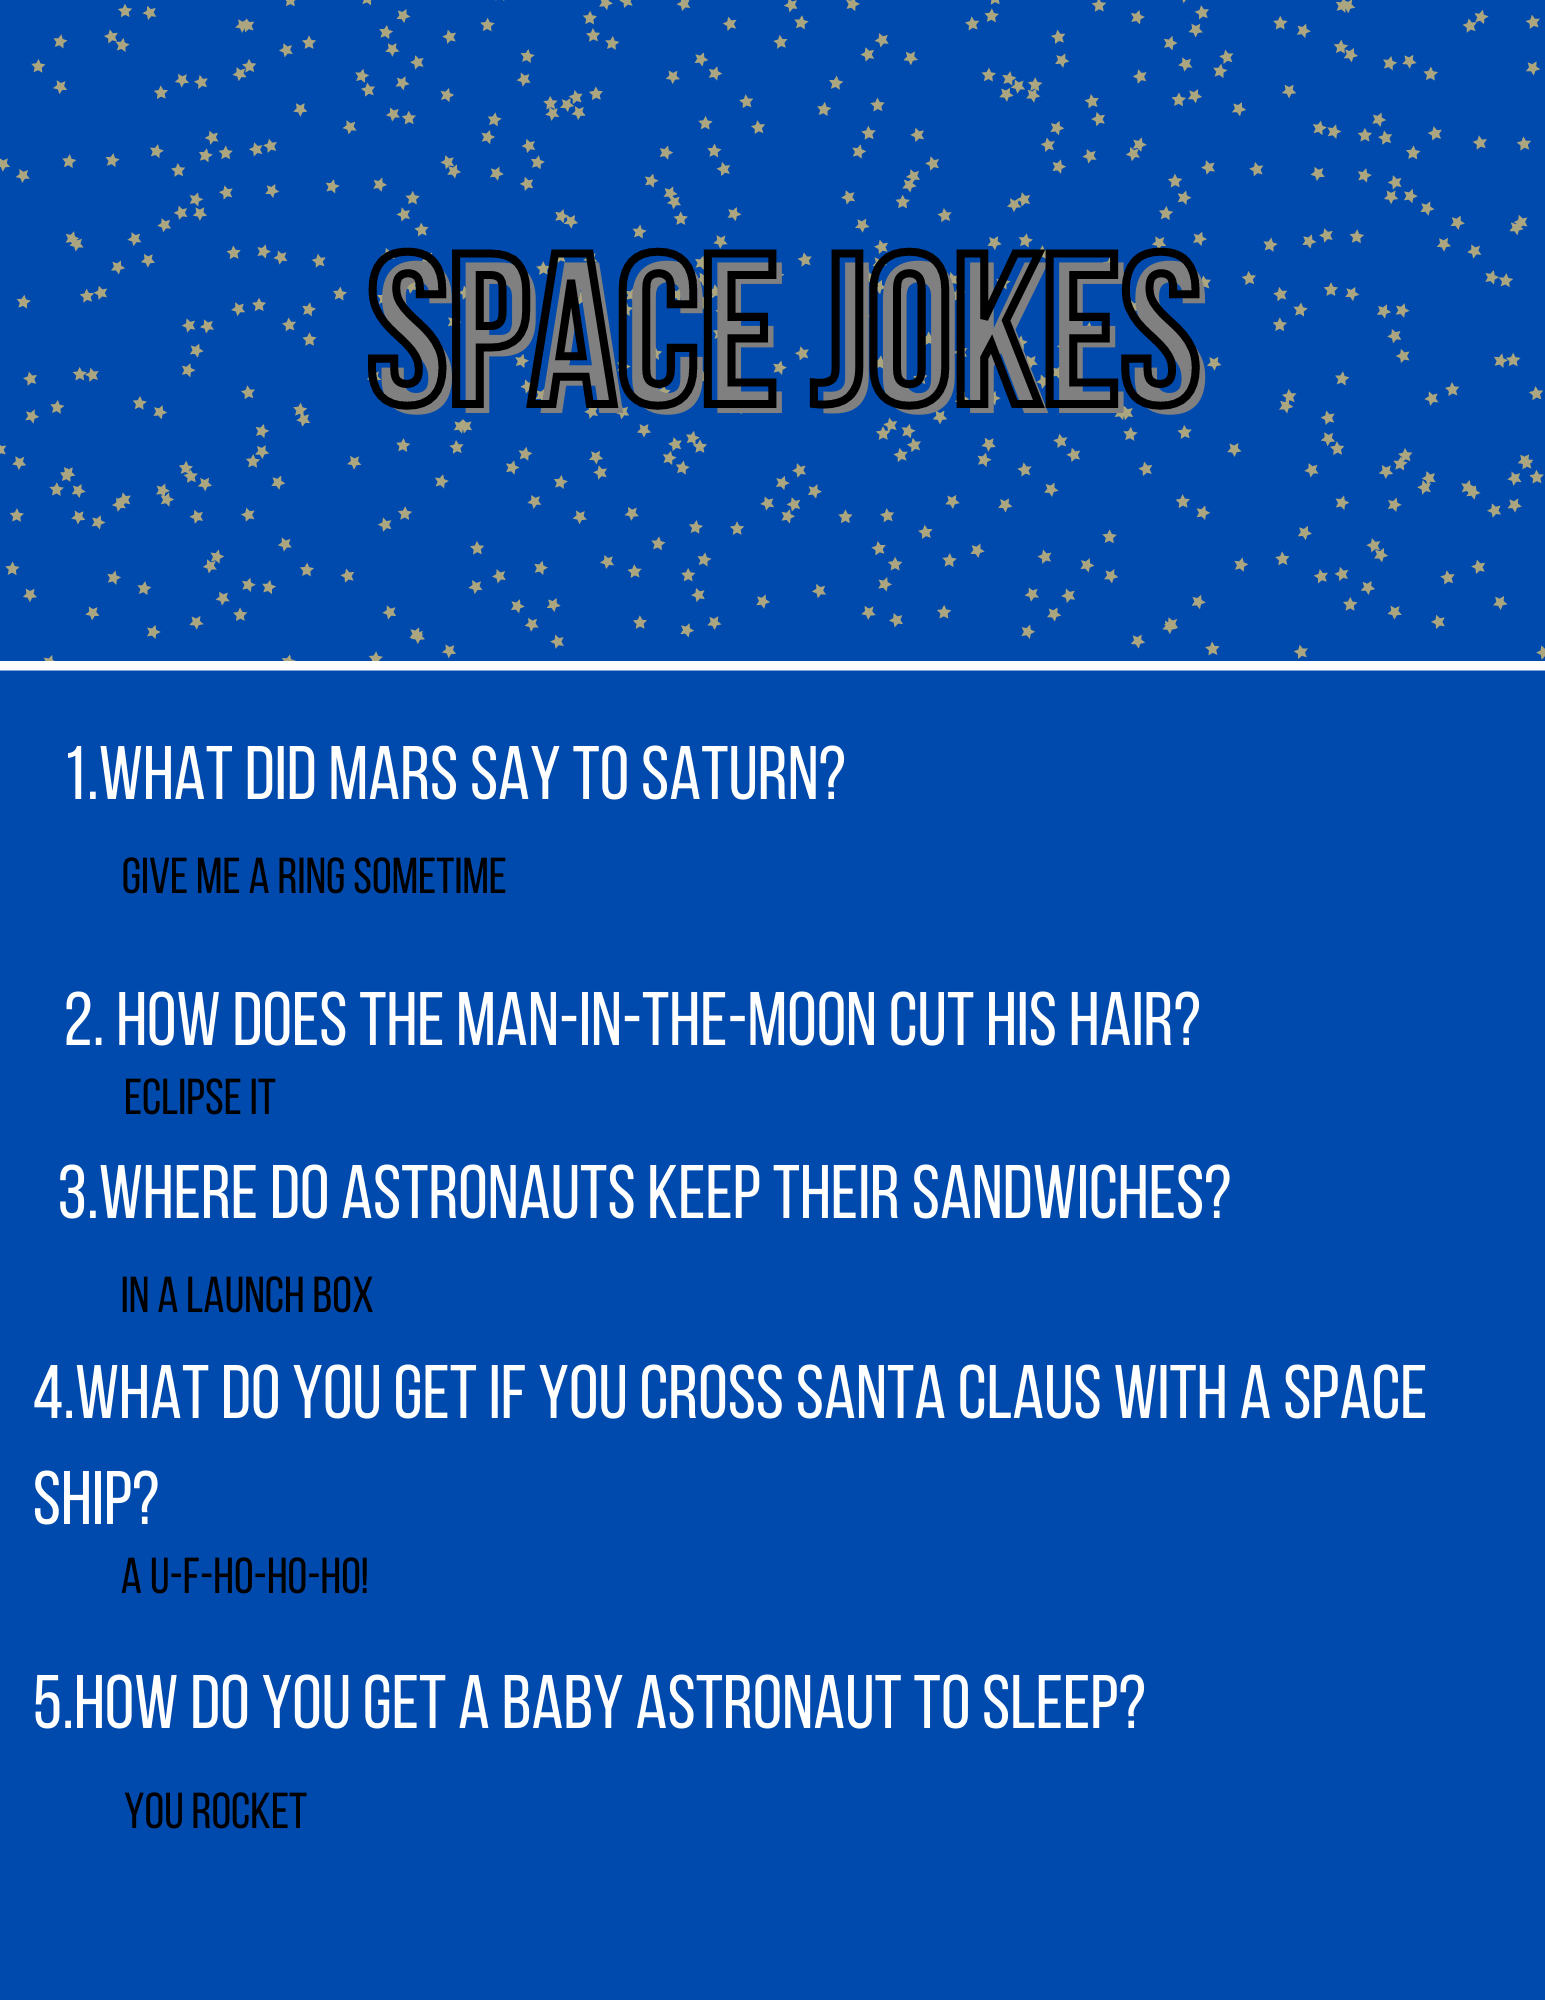 SPACE JOKES
1.WHAT DID MARS SAY TO SATURN?
GIVE ME A RING SOMETIME
2. HOW DOES THE MAN-IN-THE-MOON CUT HIS HAIR?
ECLIPSE IT
3.WHERE DO ASTRONAUTS KEEP THEIR SANDWICHES?
IN A LAUNCH BOX
4.WHAT DO YOU GET IF YOU CROSS SANTA CLAUS WITH A SPACE
SHIP?
A U-F-HO-HO-HO!
5.HOW DO YOU GET A BABY ASTRONAUT TO SLEEP?
YOU ROCKET